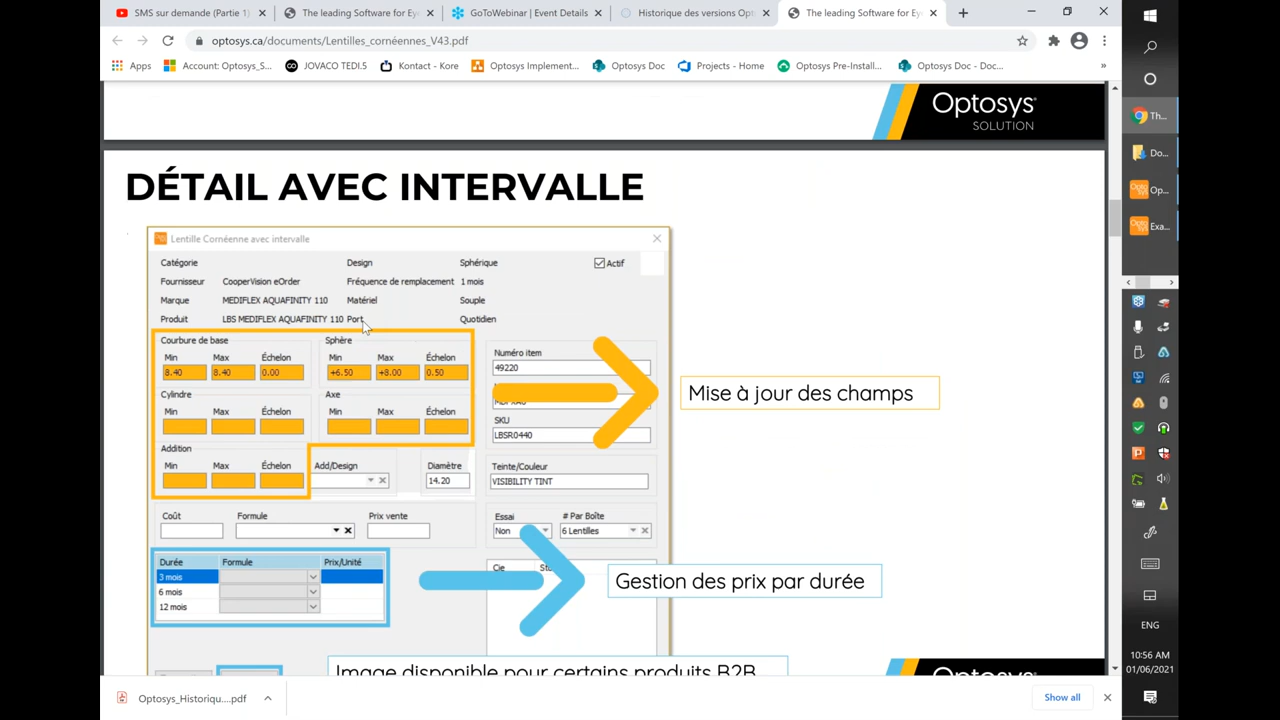 SMS sur demande (Partie 1)
The leading Software for Eye
GoToWebinar | Event Details
Historique des versions Opt
The leading Software for Eye
optosys.ca/documents/Lentilles_cornéennes_V43.pdf
Apps
Account: Optosys_S...
JOVACO TEDI.5
Kontact - Kore
Optosys Implement...
Optosys Doc
Projects - Home
Optosys Pre-Install...
Optosys Doc - Doc...
»
Optosys
SOLUTION
DÉTAIL AVEC INTERVALLE
Lentille Cornéenne avec intervalle
Catégorie Design Sphérique Actif
Fournisseur CooperVision eOrder Fréquence de remplacement 1 mois
Marque MEDIFLEX AQUAFINITY 110 Matériel Souple
Produit LBS MEDIFLEX AQUAFINITY 110 Port Quotidien
Courbure de base Sphère
Min Max Échelon Min Max Échelon
8.40 8.40 0.00 +6.50 +8.00 0.50
Cylindre Axe
Min Max Échelon Min Max Échelon
Addition
Min Max Échelon Add/Design Diamètre
14.20
Numéro item
49220
SKU
LBSR0440
Teinte/Couleur
VISIBILITY TINT
Mise à jour des champs
Coût Formule Prix vente Essai # Par Boîte
Non 6 Lentilles
Durée Formule Prix/Unité
3 mois
6 mois
12 mois
Cie
Gestion des prix par durée
Image disponible pour certains produits B2B
Optosys
Optosys_Historiqu....pdf
Show all
Th...
Do...
Op...
Exa...
ENG
10:56 AM
01/06/2021